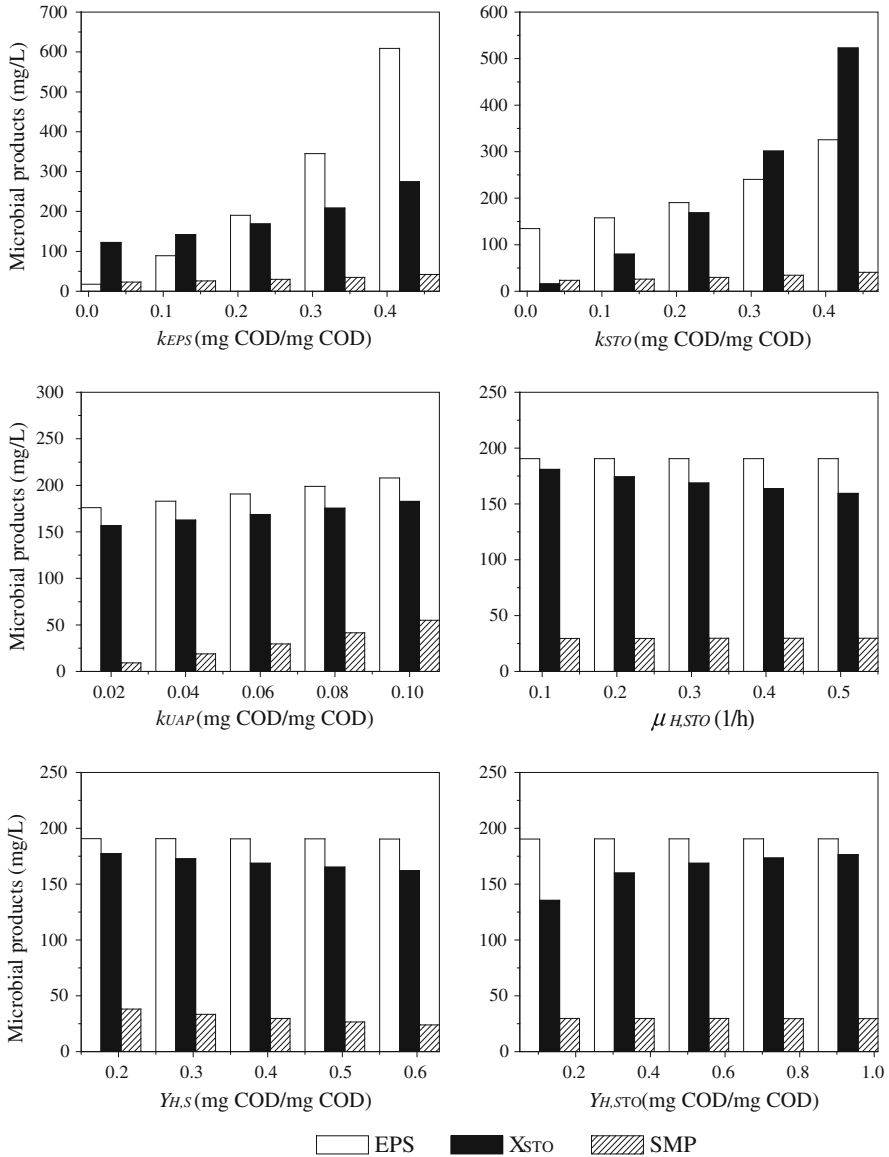 Microbial products (mg/L)
700
600
500
400
300
200
100
0
0.0 0.1 0.2 0.3 0.4
kEPS (mg COD/mg COD)
600
500
400
300
200
100
0
0.0 0.1 0.2 0.3 0.4
kSTO (mg COD/mg COD)
Microbial products (mg/L)
300
250
200
150
100
50
0
0.02 0.04 0.06 0.08 0.10
kUAP (mg COD/mg COD)
250
200
150
100
50
0
0.1 0.2 0.3 0.4 0.5
μ H,STO (1/h)
Microbial products (mg/L)
250
200
150
100
50
0
0.2 0.3 0.4 0.5 0.6
YH,S (mg COD/mg COD)
250
200
150
100
50
0
0.2 0.4 0.6 0.8 1.0
YH,STO(mg COD/mg COD)
EPS XSTO SMP